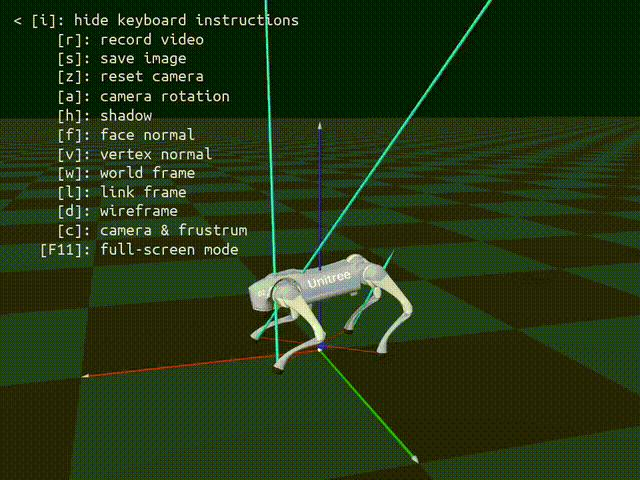 < [i]: hide keyboard instructions
[r]: record video
[s]: save image
[z]: reset camera
[a]: camera rotation
[h]: shadow
[f]: face normal
[v]: vertex normal
[w]: world frame
[l]: link frame
[d]: wireframe
[c]: camera & frustrum
[F11]: full-screen mode
Unitree